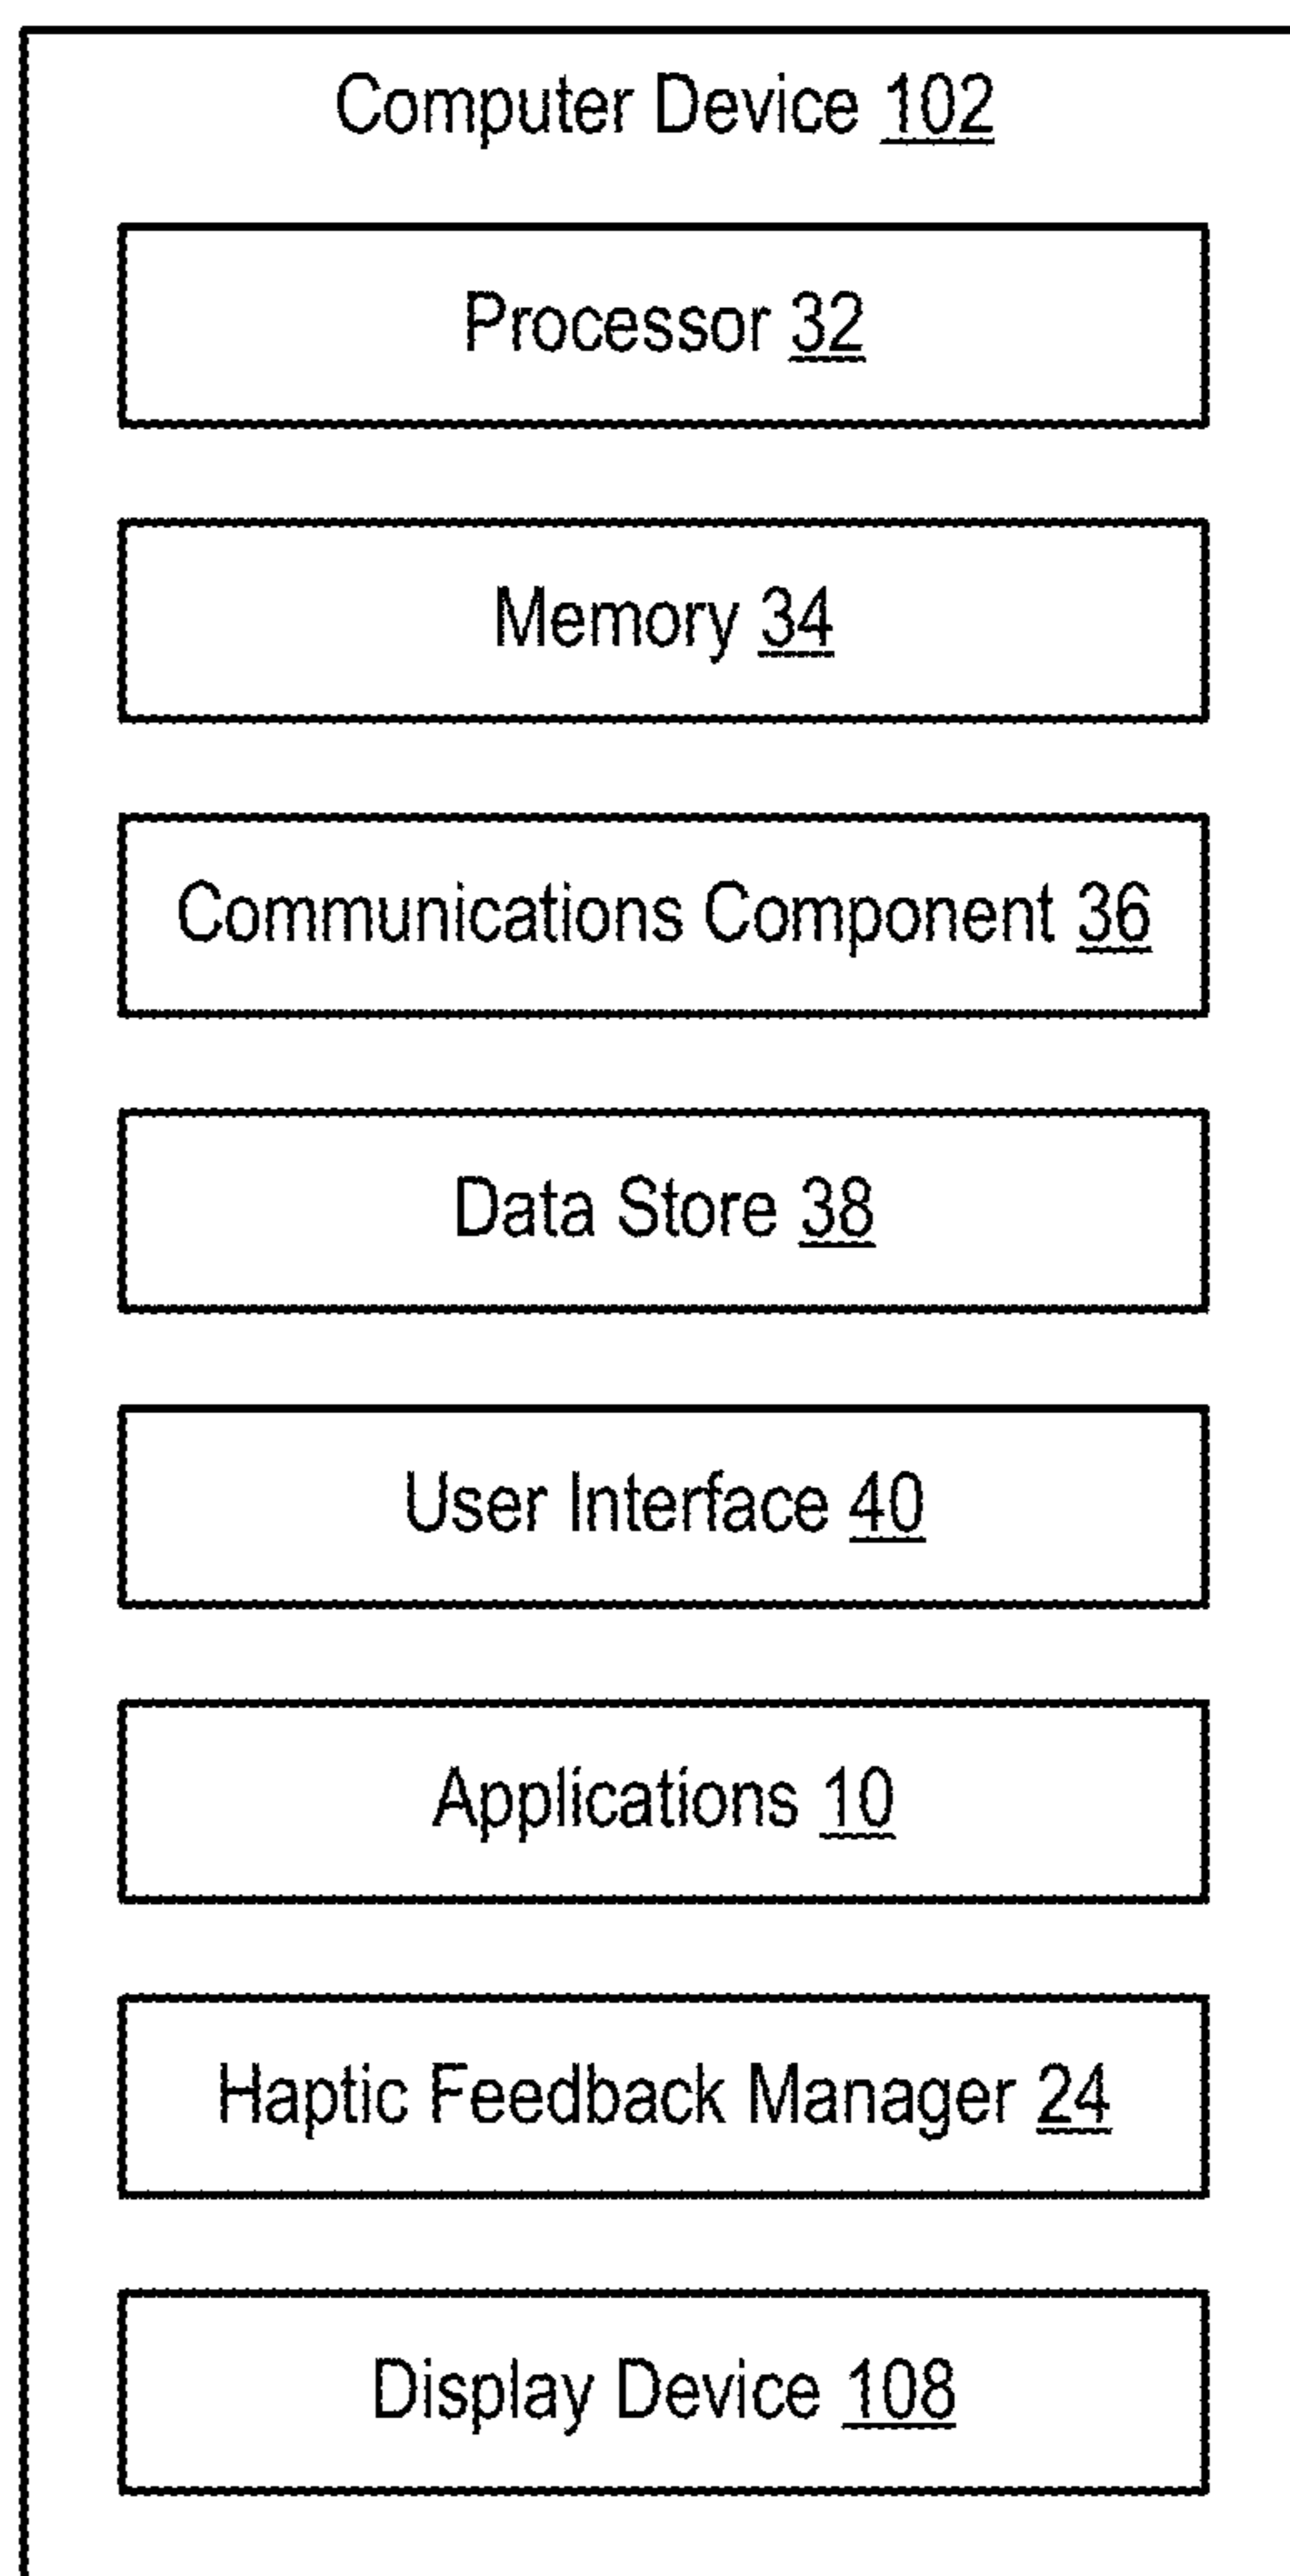 Computer Device 102
Processor 32
Memory 34
Communications Component 36
Data Store 38
User Interface 40
Applications 10
Haptic Feedback Manager 24
Display Device 108